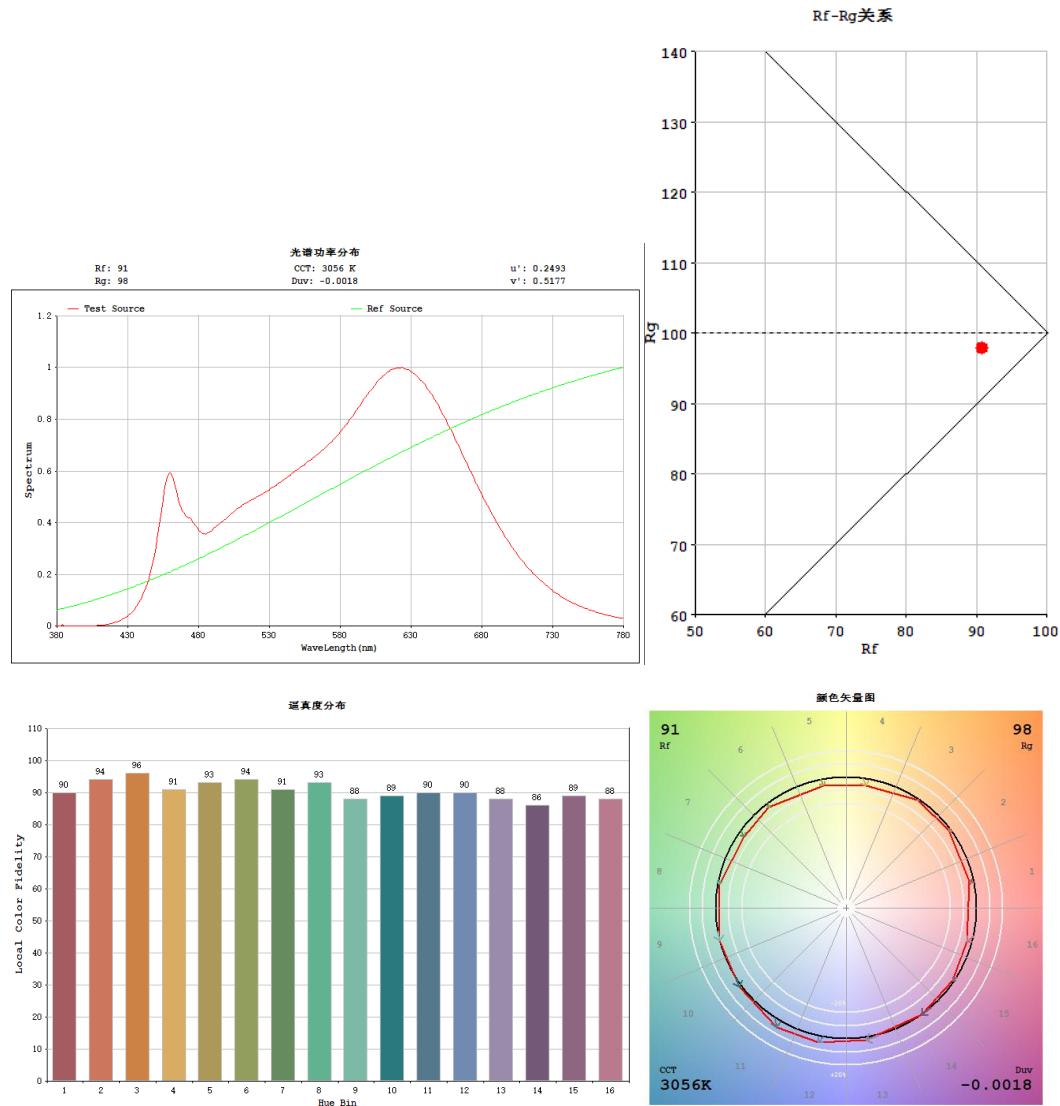 Rf-Rg关系
140
130
120
110
100
90
80
70
60
Rg
50 60 70 80 90 100
Rf
光谱功率分布
Rf: 91 CCT: 3056 K u': 0.2493
Rg: 98 Duv: -0.0018 v': 0.5177
Test Source Ref Source
1.2
1
0.8
0.6
0.4
0.2
0
Spectrum
380 430 480 530 580 630 680 730 780
WaveLength(nm)
逼真度分布
110
100
90
80
70
60
50
40
30
20
10
0
Local Color Fidelity
90 94 96 91 93 94 91 93 88 89 90 90 88 86 89 88
1 2 3 4 5 6 7 8 9 10 11 12 13 14 15 16
Hue Bin
颜色矢量图
91 98
Rf Rg
5 4
6 3
7 2
8 1
9 16
10 15
11 14
12 13
-20%
+20%
CCT Duv
3056K -0.0018